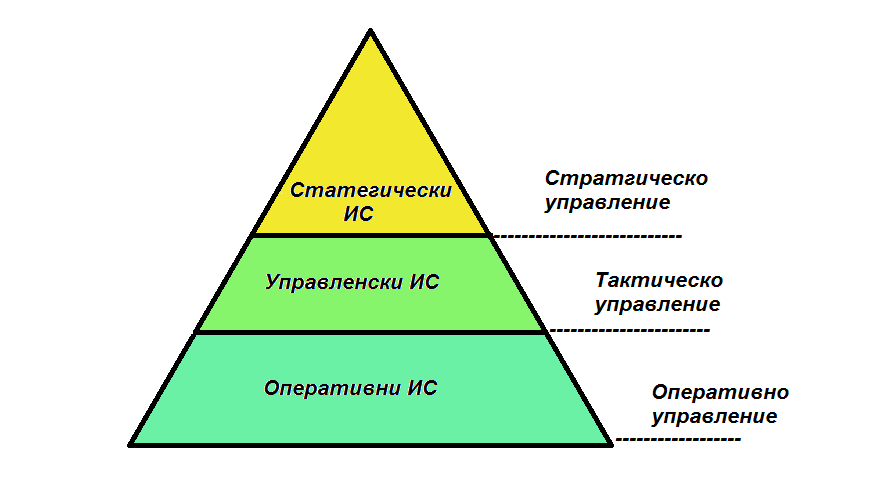 Статегически
ИС
Стратгическо
управление
Управленски ИС
Тактическо
управление
Оперативни ИС
Оперативно
управление